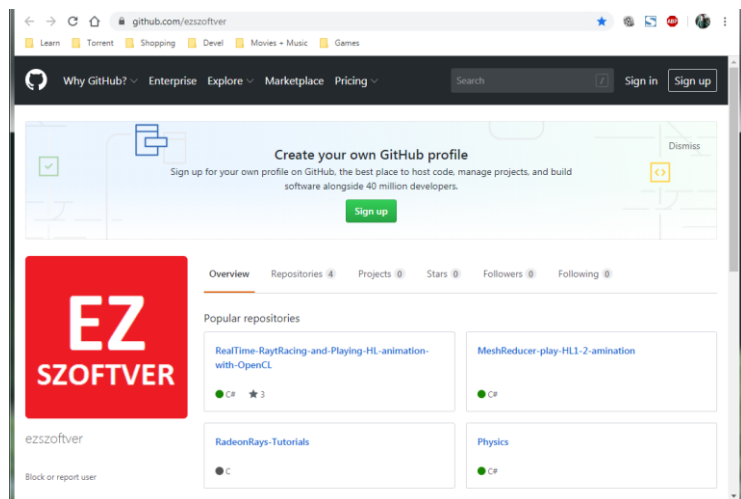 github.com/ezszoftver
Learn Torrent Shopping Devel Movies + Music Games
Why GitHub? Enterprise Explore Marketplace Pricing Search / Sign in Sign up
Create your own GitHub profile
Dismiss
Sign up for your own profile on GitHub, the best place to host code, manage projects, and build
software alongside 40 million developers.
Sign up
Overview Repositories 4 Projects 0 Stars 0 Followers 0 Following 0
EZ
SZOFTVER
Popular repositories
RealTime-RaytRacing-and-Playing-HL-animation-
with-OpenCL
C# 3
MeshReducer-play-HL1-2-amination
C#
ezszoftver
Block or report user
RadeonRays-Tutorials
C
Physics
C#